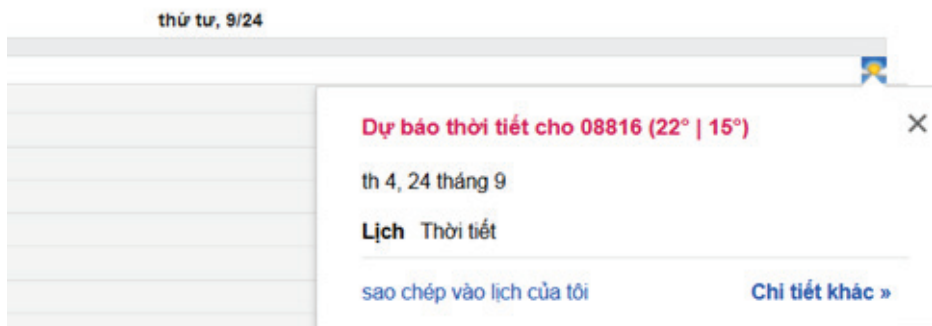 thứ tư, 9/24
Dự báo thời tiết cho 08816 (22° | 15°)
th 4, 24 tháng 9
Lịch Thời tiết
sao chép vào lịch của tôi Chi tiết khác »